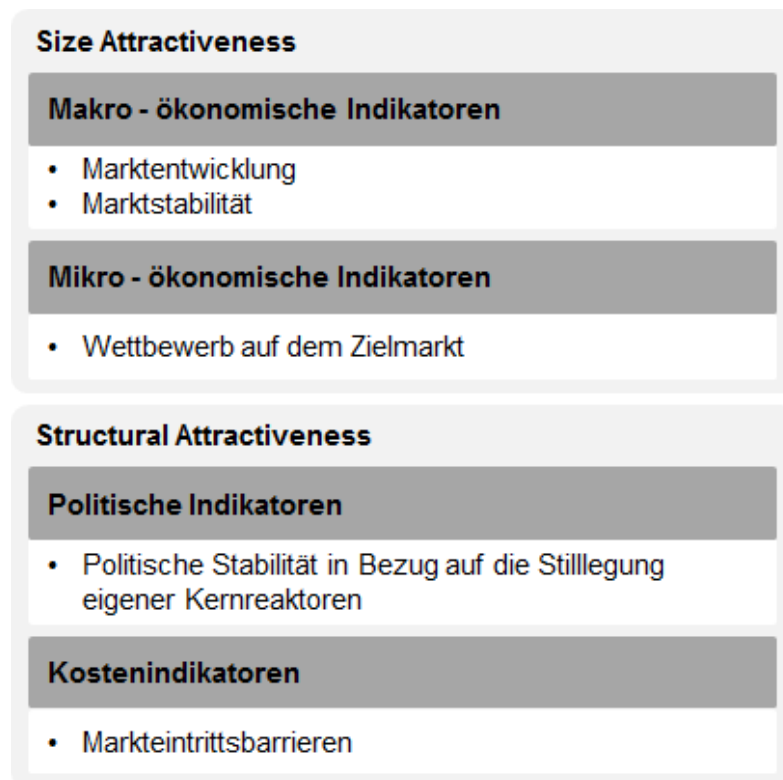 Size Attractiveness
Makro - ökonomische Indikatoren
• Marktentwicklung
• Marktstabilität
Mikro - ökonomische Indikatoren
• Wettbewerb auf dem Zielmarkt
Structural Attractiveness
Politische Indikatoren
• Politische Stabilität in Bezug auf die Stilllegung
eigener Kernreaktoren
Kostenindikatoren
• Markteintrittsbarrieren